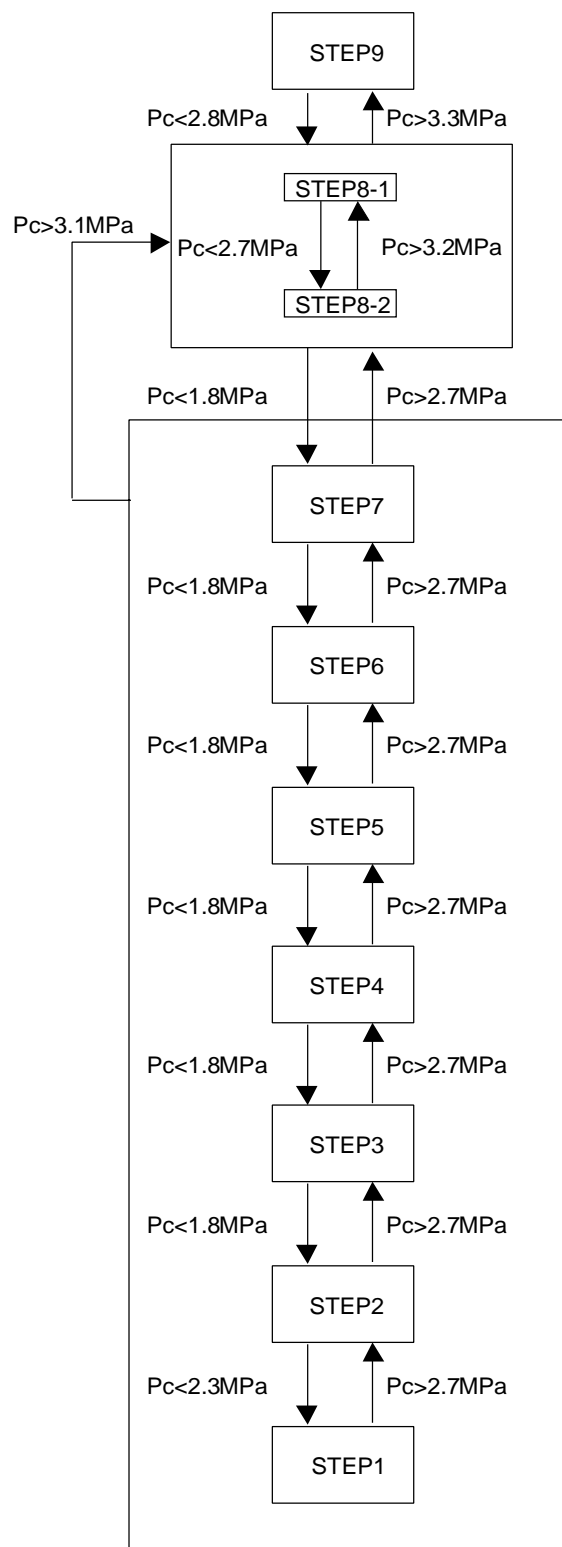 STEP9
Pc<2.8MPa
Pc>3.3MPa
STEP8-1
Pc>3.1MPa
Pc<2.7MPa
Pc>3.2MPa
STEP8-2
Pc<1.8MPa
Pc>2.7MPa
STEP7
Pc<1.8MPa
Pc>2.7MPa
STEP6
Pc<1.8MPa
Pc>2.7MPa
STEP5
Pc<1.8MPa
Pc>2.7MPa
STEP4
Pc<1.8MPa
Pc>2.7MPa
STEP3
Pc<1.8MPa
Pc>2.7MPa
STEP2
Pc<2.3MPa
Pc>2.7MPa
STEP1